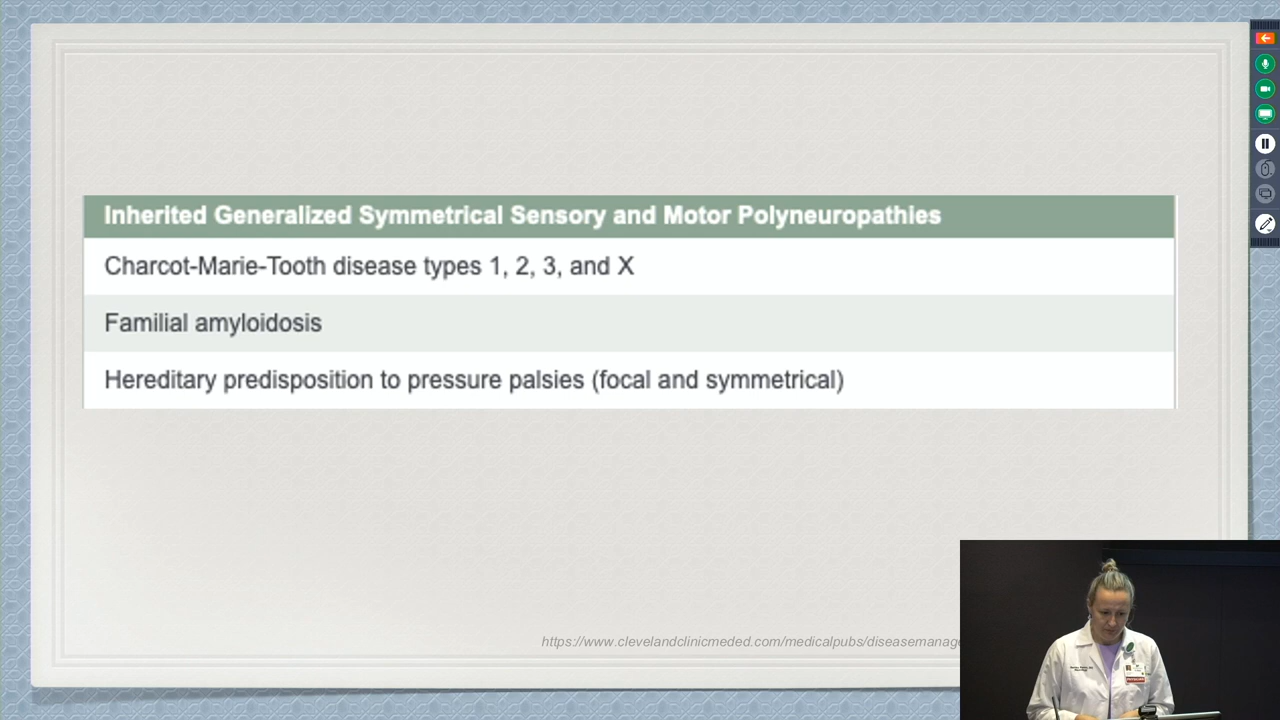 Inherited Generalized Symmetrical Sensory and Motor Polyneuropathies
Charcot-Marie-Tooth disease types 1, 2, 3, and X
Familial amyloidosis
Hereditary predisposition to pressure palsies (focal and symmetrical)
https://www.clevelandclinicmeded.com/medicalpubs/diseasemanage